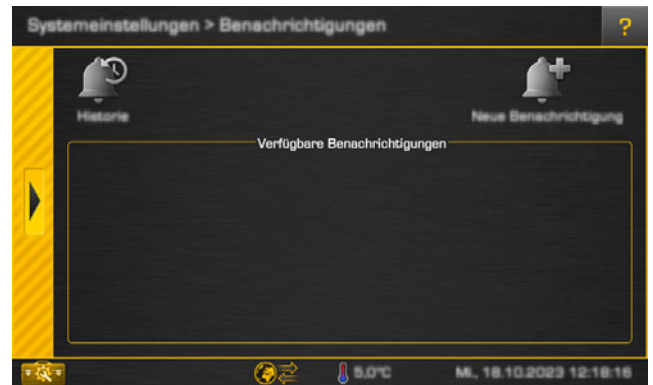 Systemeinstellungen > Benachrichtigungen
?
Historie
Neue Benachrichtigung
Verfügbare Benachrichtigungen
5,0°C
Mi., 18.10.2023 12:18:16